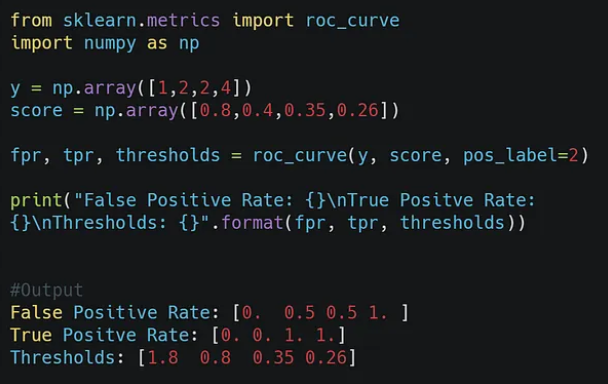 from sklearn.metrics import roc_curve
import numpy as np
y = np.array([1,2,2,4])
score = np.array([0.8,0.4,0.35,0.26])
fpr, tpr, thresholds = roc_curve(y, score, pos_label=2)
print("False Positive Rate: {}\nTrue Positve Rate:
{}\nThresholds: {}".format(fpr, tpr, thresholds))
#Output
False Positive Rate: [0.  0.5 0.5 1. ]
True Positve Rate: [0. 0. 1. 1.]
Thresholds: [1.8  0.8  0.35 0.26]